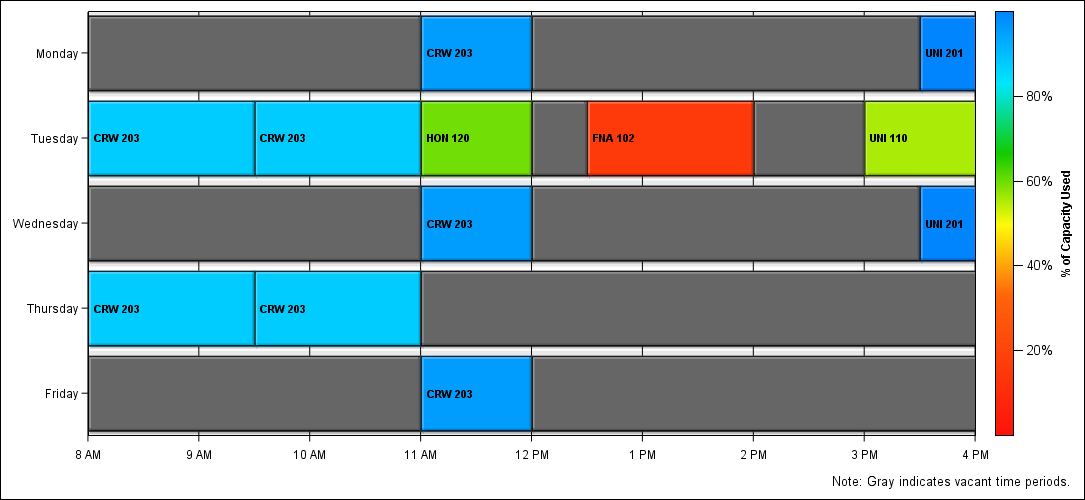 Monday CRW 203 UNI 201
80%
Tuesday CRW 203 CRW 203 HON 120 FNA 102 UNI 110
60%
% of Capacity Used
Wednesday CRW 203 UNI 201
40%
Thursday CRW 203 CRW 203
20%
Friday CRW 203
8 AM 9 AM 10 AM 11 AM 12 PM 1 PM 2 PM 3 PM 4 PM
Note: Gray indicates vacant time periods.